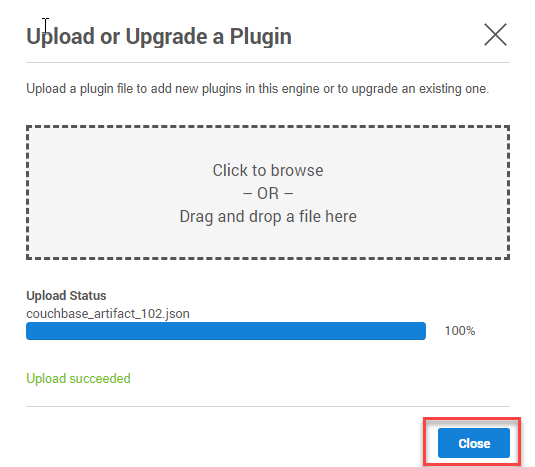 Upload or Upgrade a Plugin
Upload a plugin file to add new plugins in this engine or to upgrade an existing one.
Click to browse
– OR –
Drag and drop a file here
Upload Status
couchbase_artifact_102.json
100%
Upload succeeded
Close